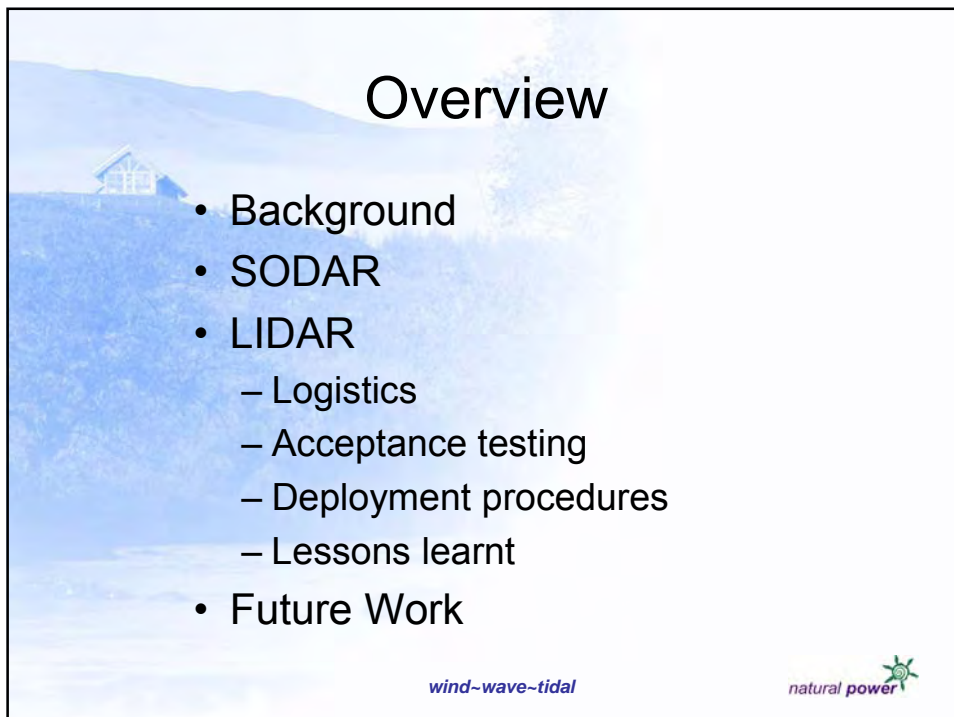 Overview
• Background
• SODAR
• LIDAR
– Logistics
– Acceptance testing
– Deployment procedures
– Lessons learnt
• Future Work
wind~wave~tidal
natural power